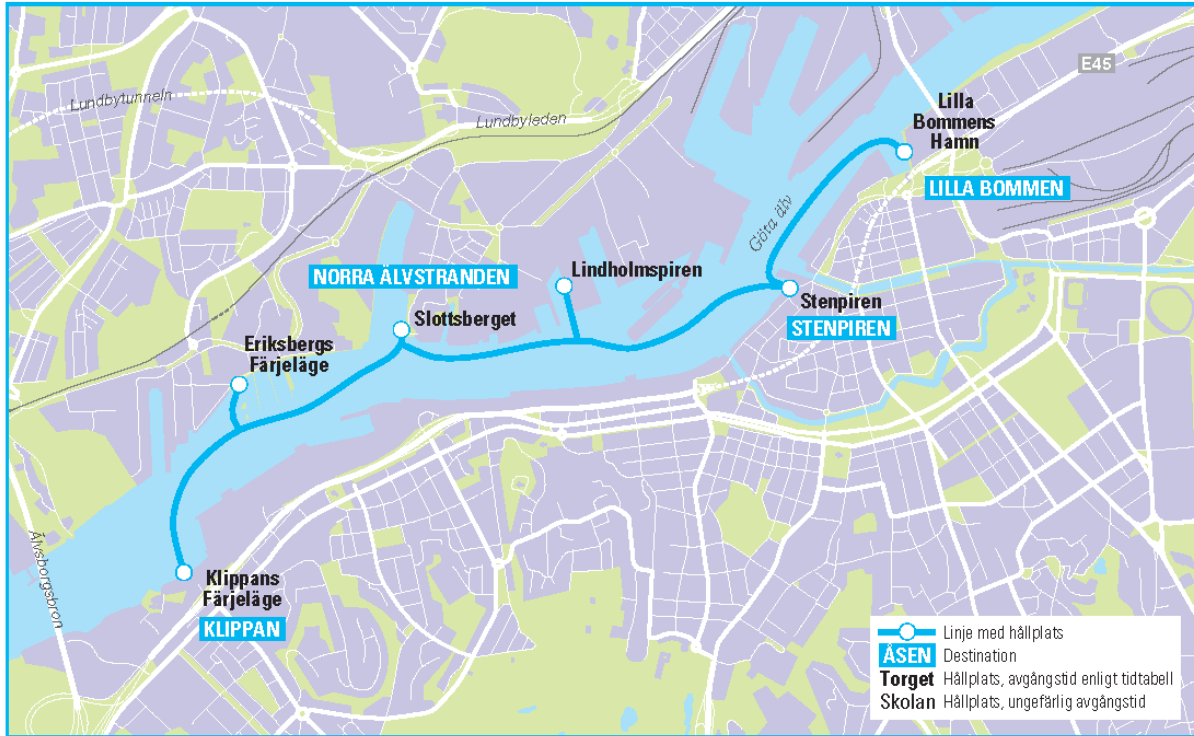 E45
Lundbytunneln
Lundbyleden
Lilla
Bommens
Hamn
LILLA BOMMEN
Göta älv
NORRA ÄLVSTRANDEN
Lindholmspiren
Slottsberget
Stenpiren
STENPIREN
Eriksbergs
Färjeläge
Älvsborgsbron
Klippans
Färjeläge
KLIPPAN
Linje med hållplats
ÅSEN Destination
Torget Hållplats, avgångstid enligt tidtabell
Skolan Hållplats, ungefärlig avgångstid